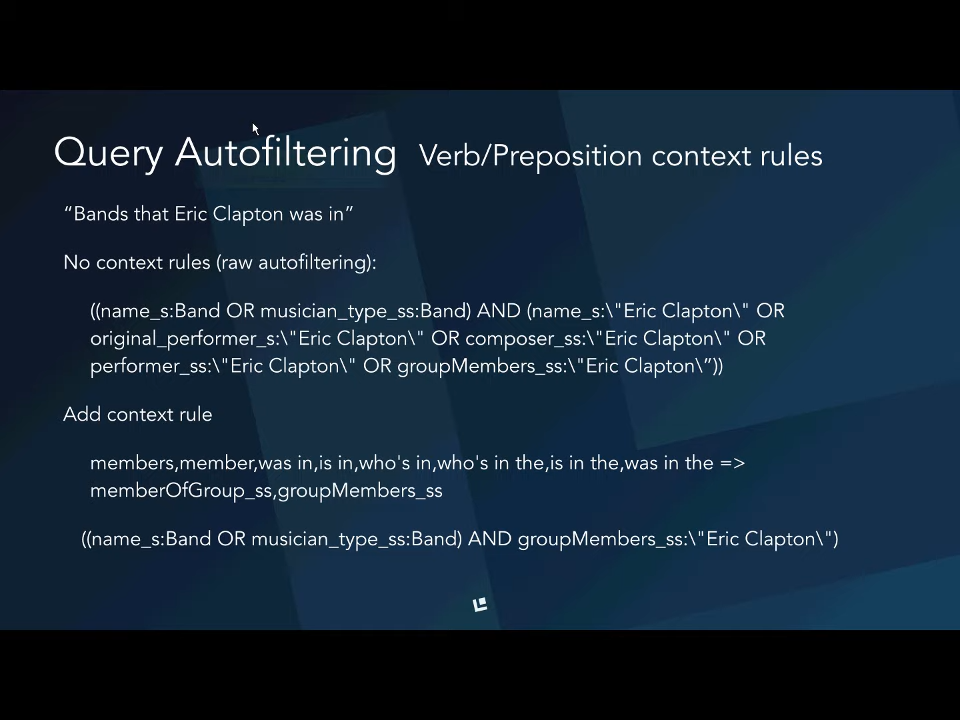 Query Autofiltering Verb/Preposition context rules
“Bands that Eric Clapton was in”
No context rules (raw autofiltering):
((name_s:Band OR musician_type_ss:Band) AND (name_s:\"Eric Clapton\" OR
original_performer_s:\"Eric Clapton\" OR composer_ss:\"Eric Clapton\" OR
performer_ss:\"Eric Clapton\" OR groupMembers_ss:\"Eric Clapton\”))
Add context rule
members,member,was in,is in,who's in,who's in the,is in the,was in the =>
memberOfGroup_ss,groupMembers_ss
((name_s:Band OR musician_type_ss:Band) AND groupMembers_ss:\"Eric Clapton\")